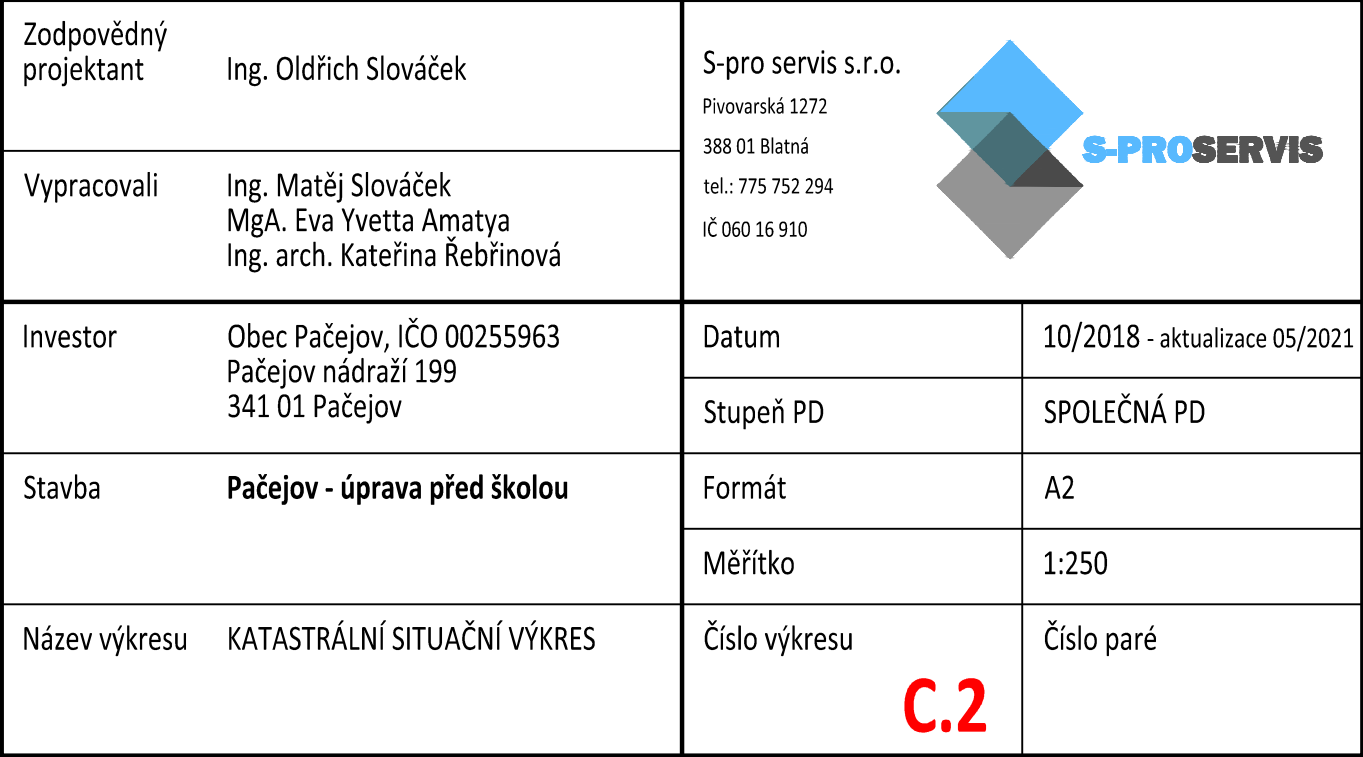 Zodpovědný
projektant Ing. Oldřich Slováček
Vypracovali Ing. Matěj Slováček
MgA. Eva Yvetta Amatya
Ing. arch. Kateřina Řebřinová
S-pro servis s.r.o.
Pivovarská 1272
388 01 Blatná
tel.: 775 752 294
IČ 060 16 910
S-PROSERVIS
Investor Obec Pačejov, IČO 00255963
Pačejov nádraží 199
341 01 Pačejov
Datum 10/2018 - aktualizace 05/2021
Stupeň PD SPOLEČNÁ PD
Stavba Pačejov - úprava před školou
Formát A2
Měřítko 1:250
Název výkresu KATASTRÁLNÍ SITUAČNÍ VÝKRES
Číslo výkresu
C.2
Číslo paré